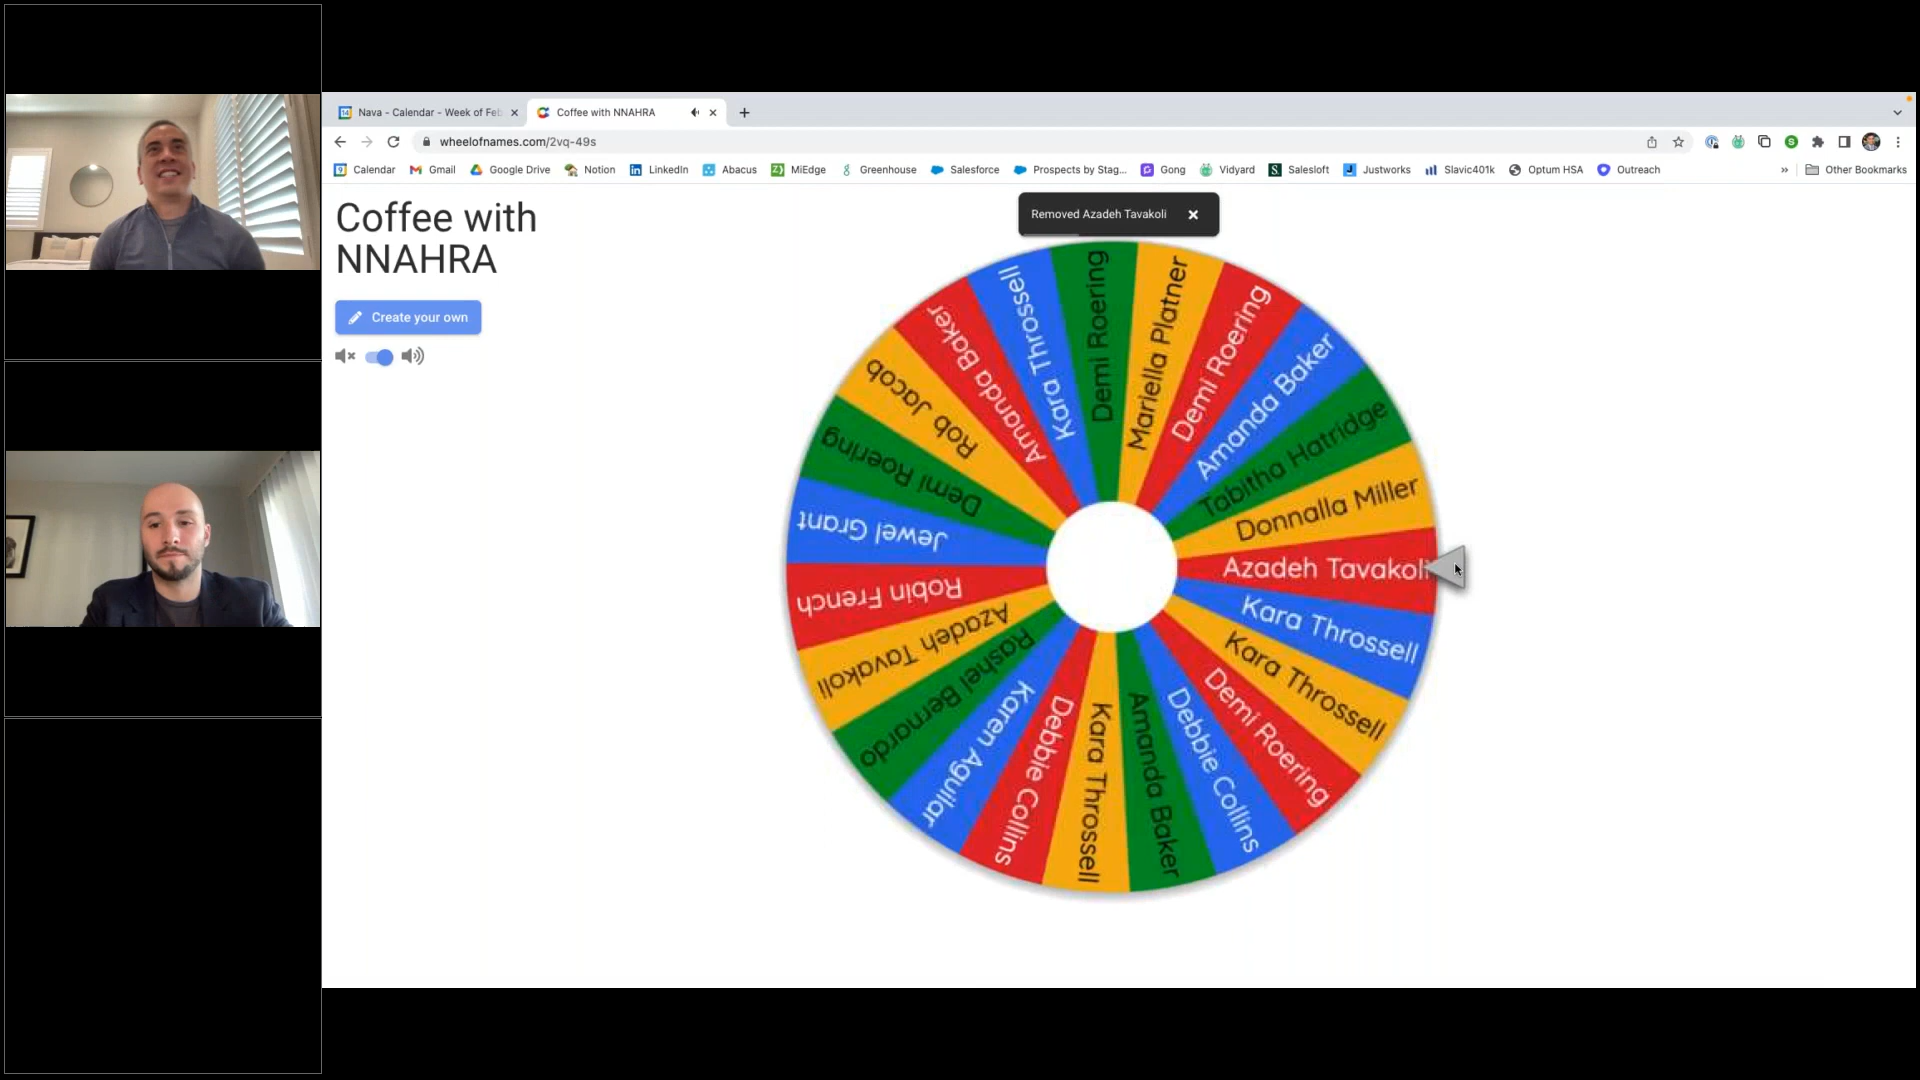 Nava - Calendar - Week of Feb
Coffee with NNAHRA
wheelofnames.com/2vq-49s
Calendar
Gmail
Google Drive
Notion
LinkedIn
Abacus
MiEdge
Greenhouse
Salesforce
Prospects by Stag...
Gong
Vidyard
Salesloft
Justworks
Slavic401k
Optum HSA
Outreach
»
Other Bookmarks
Coffee with
NNAHRA
Create your own
Removed Azadeh Tavakoli
Demi Roering
Mariella Platner
Demi Roering
Amanda Baker
Tabitha Hatridge
Donnalla Miller
Azadeh Tavakoli
Kara Throssell
Kara Throssell
Demi Roering
Debbie Collins
Amanda Baker
Kara Throssell
Debbie Collins
Karen Aguilar
Rashel Bernardo
Azadeh Tavakoli
Robin French
Jewel Grant
Demi Roering
Rob Jacob
Amanda Baker
Kara Throssell